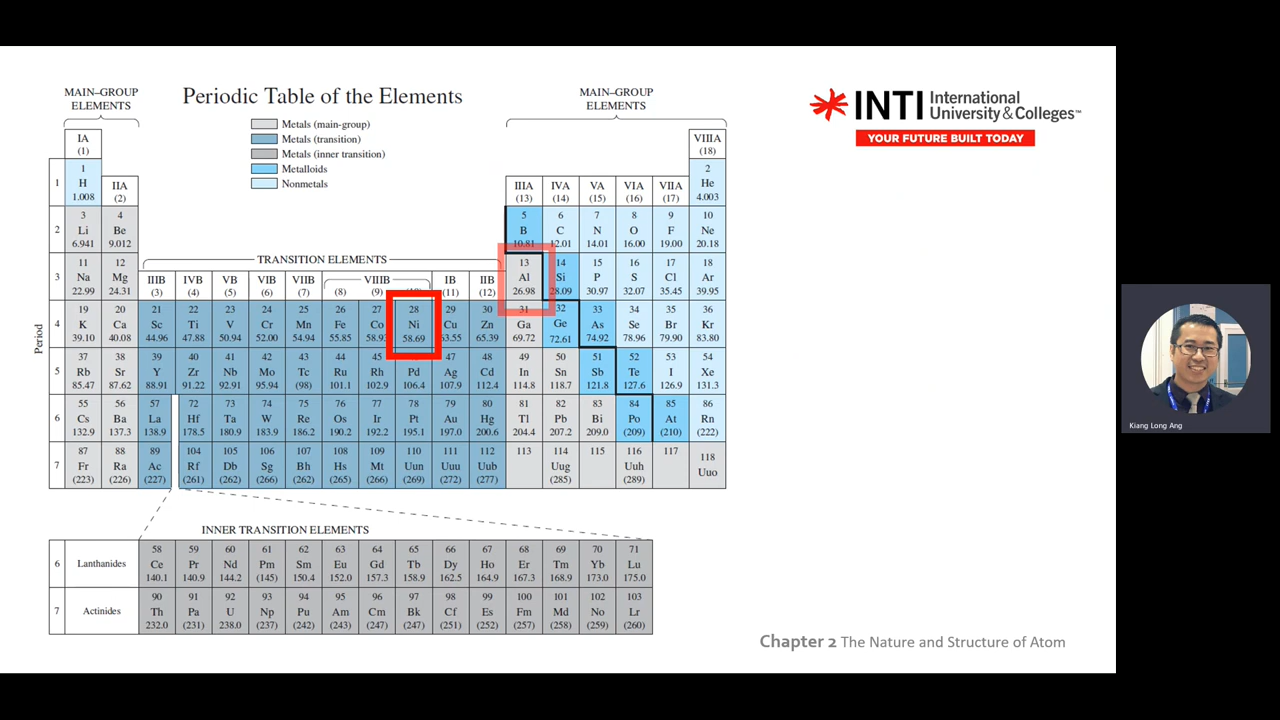 MAIN–GROUP
ELEMENTS
Periodic Table of the Elements
Metals (main-group)
Metals (transition)
Metals (inner transition)
Metalloids
Nonmetals
MAIN–GROUP
ELEMENTS
INTI International
University & Colleges™
YOUR FUTURE BUILT TODAY
IA VIIIA
(1) (18)
1 2
1 H IIA IIIA IVA VA VIA VIIA He
1.008 (2) (13) (14) (15) (16) (17) 4.003
3 4 5 6 7 8 9 10
2 Li Be B C N O F Ne
6.941 9.012 10.81 12.01 14.01 16.00 19.00 20.18
TRANSITION ELEMENTS
11 12 13 14 15 16 17 18
3 Na Mg IIIB IVB VB VIB VIIB VIIIB IB IIB Al Si P S Cl Ar
22.99 24.31 (3) (4) (5) (6) (7) (8) (9) (10) (11) (12) 26.98 28.09 30.97 32.07 35.45 39.95
19 20 21 22 23 24 25 26 27 28 29 30 31 32 33 34 35 36
4 K Ca Sc Ti V Cr Mn Fe Co Ni Cu Zn Ga Ge As Se Br Kr
39.10 40.08 44.96 47.88 50.94 52.00 54.94 55.85 58.93 58.69 63.55 65.39 69.72 72.61 74.92 78.96 79.90 83.80
Period
37 38 39 40 41 42 43 44 45 46 47 48 49 50 51 52 53 54
5 Rb Sr Y Zr Nb Mo Tc Ru Rh Pd Ag Cd In Sn Sb Te I Xe
85.47 87.62 88.91 91.22 92.91 95.94 (98) 101.1 102.9 106.4 107.9 112.4 114.8 118.7 121.8 127.6 126.9 131.3
55 56 57 72 73 74 75 76 77 78 79 80 81 82 83 84 85 86
6 Cs Ba La Hf Ta W Re Os Ir Pt Au Hg Tl Pb Bi Po At Rn
132.9 137.3 138.9 178.5 180.9 183.9 186.2 190.2 192.2 195.1 197.0 200.6 204.4 207.2 209.0 (209) (210) (222)
87 88 89 104 105 106 107 108 109 110 111 112 113 114 115 116 117 118
7 Fr Ra Ac Rf Db Sg Bh Hs Mt Uun Uuu Uub Uug Uuh Uuo
(223) (226) (227) (261) (262) (266) (262) (265) (266) (269) (272) (277) (285) (289)
INNER TRANSITION ELEMENTS
58 59 60 61 62 63 64 65 66 67 68 69 70 71
6 Lanthanides Ce Pr Nd Pm Sm Eu Gd Tb Dy Ho Er Tm Yb Lu
140.1 140.9 144.2 (145) 150.4 152.0 157.3 158.9 162.5 164.9 167.3 168.9 173.0 175.0
90 91 92 93 94 95 96 97 98 99 100 101 102 103
7 Actinides Th Pa U Np Pu Am Cm Bk Cf Es Fm Md No Lr
232.0 (231) 238.0 (237) (242) (243) (247) (247) (251) (252) (257) (258) (259) (260)
Chapter 2 The Nature and Structure of Atom
Kiang Long Ang